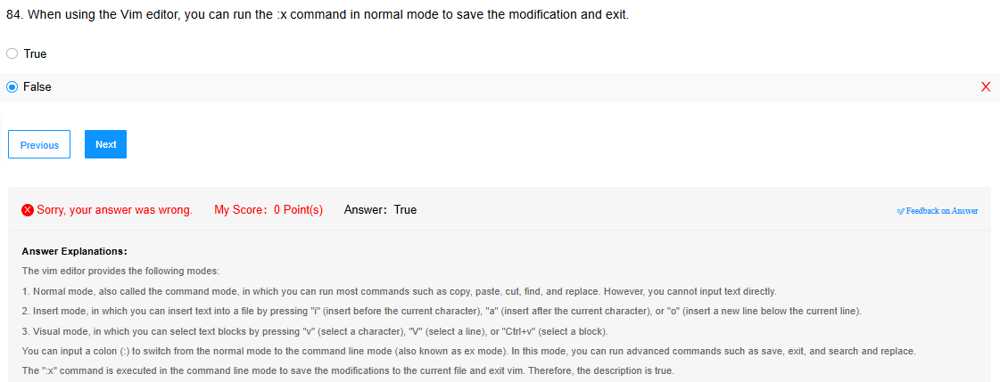 84. When using the Vim editor, you can run the :x command in normal mode to save the modification and exit.
True
False
X
Previous
Next
Sorry, your answer was wrong. My Score: 0 Point(s) Answer: True
Feedback on Answer
Answer Explanations:
The vim editor provides the following modes:
1. Normal mode, also called the command mode, in which you can run most commands such as copy, paste, cut, find, and replace. However, you cannot input text directly.
2. Insert mode, in which you can insert text into a file by pressing "i" (insert before the current character), "a" (insert after the current character), or "o" (insert a new line below the current line).
3. Visual mode, in which you can select text blocks by pressing "v" (select a character), "V" (select a line), or "Ctrl+v" (select a block).
You can input a colon (:) to switch from the normal mode to the command line mode (also known as ex mode). In this mode, you can run advanced commands such as save, exit, and search and replace.
The ":x" command is executed in the command line mode to save the modifications to the current file and exit vim. Therefore, the description is true.